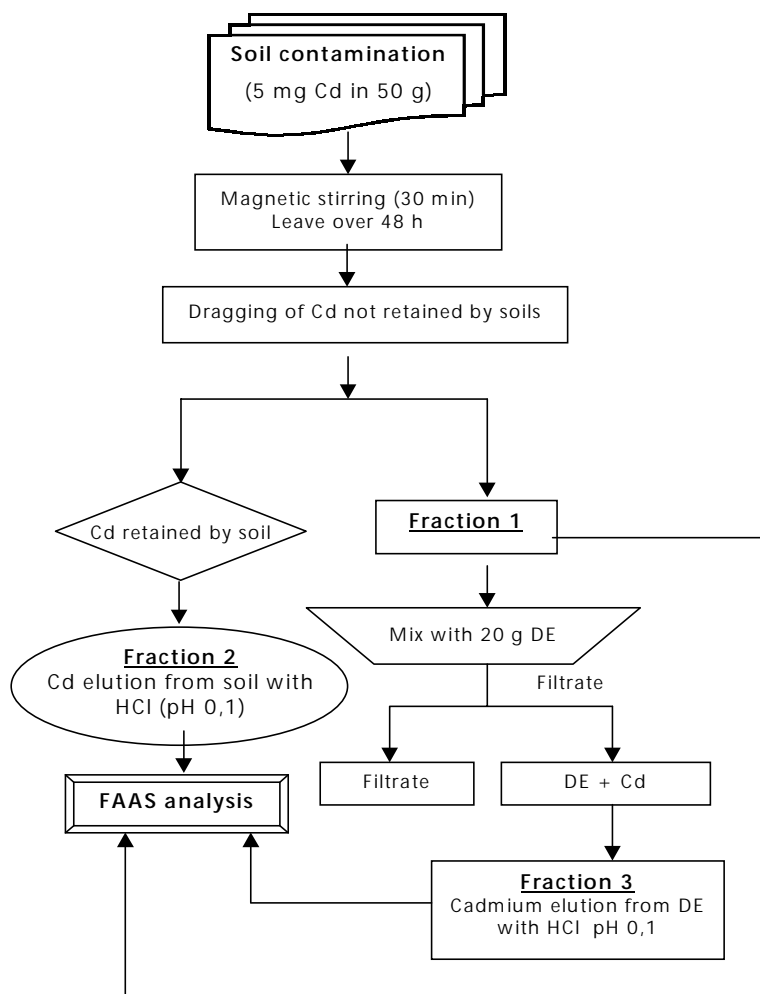 Soil contamination
(5 mg Cd in 50 g)
Magnetic stirring (30 min)
Leave over 48 h
Dragging of Cd not retained by soils
Cd retained by soil
Fraction 1
Mix with 20 g DE
Fraction 2
Cd elution from soil with
HCl (pH 0,1)
Filtrate
Filtrate
DE + Cd
FAAS analysis
Fraction 3
Cadmium elution from DE
with HCl pH 0,1